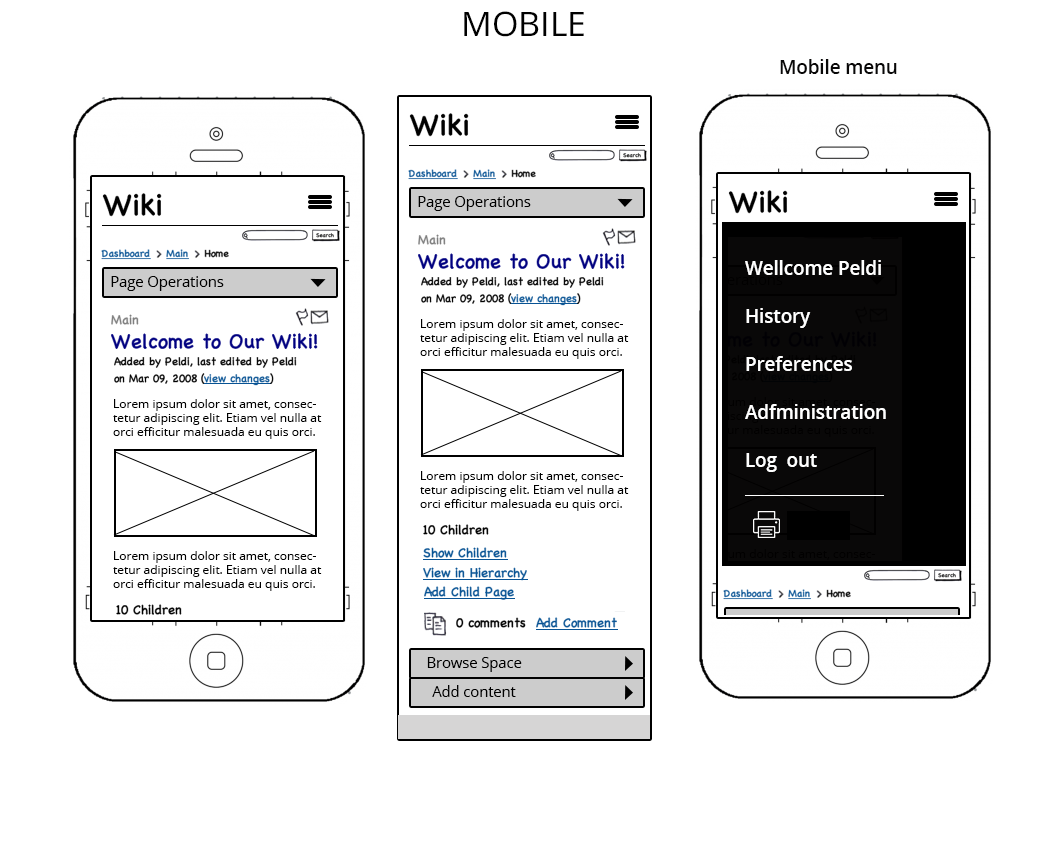 MOBILE
Wiki
Search
Dashboard > Main > Home
Page Operations
Main
Welcome to Our Wiki!
Added by Peldi, last edited by Peldi
on Mar 09, 2008 (view changes)
Lorem ipsum dolor sit amet, consec-
tetur adipiscing elit. Etiam vel nulla at
orci efficitur malesuada eu quis orci.
Lorem ipsum dolor sit amet, consec-
tetur adipiscing elit. Etiam vel nulla at
orci efficitur malesuada eu quis orci.
10 Children
Wiki
Search
Dashboard > Main > Home
Page Operations
Main
Welcome to Our Wiki!
Added by Peldi, last edited by Peldi
on Mar 09, 2008 (view changes)
Lorem ipsum dolor sit amet, consec-
tetur adipiscing elit. Etiam vel nulla at
orci efficitur malesuada eu quis orci.
Lorem ipsum dolor sit amet, consec-
tetur adipiscing elit. Etiam vel nulla at
orci efficitur malesuada eu quis orci.
10 Children
Show Children
View in Hierarchy
Add Child Page
0 comments Add Comment
Browse Space
Add content
Mobile menu
Wiki
Wellcome Peldi
History
Preferences
Adfministration
Log out
Search
Dashboard > Main > Home